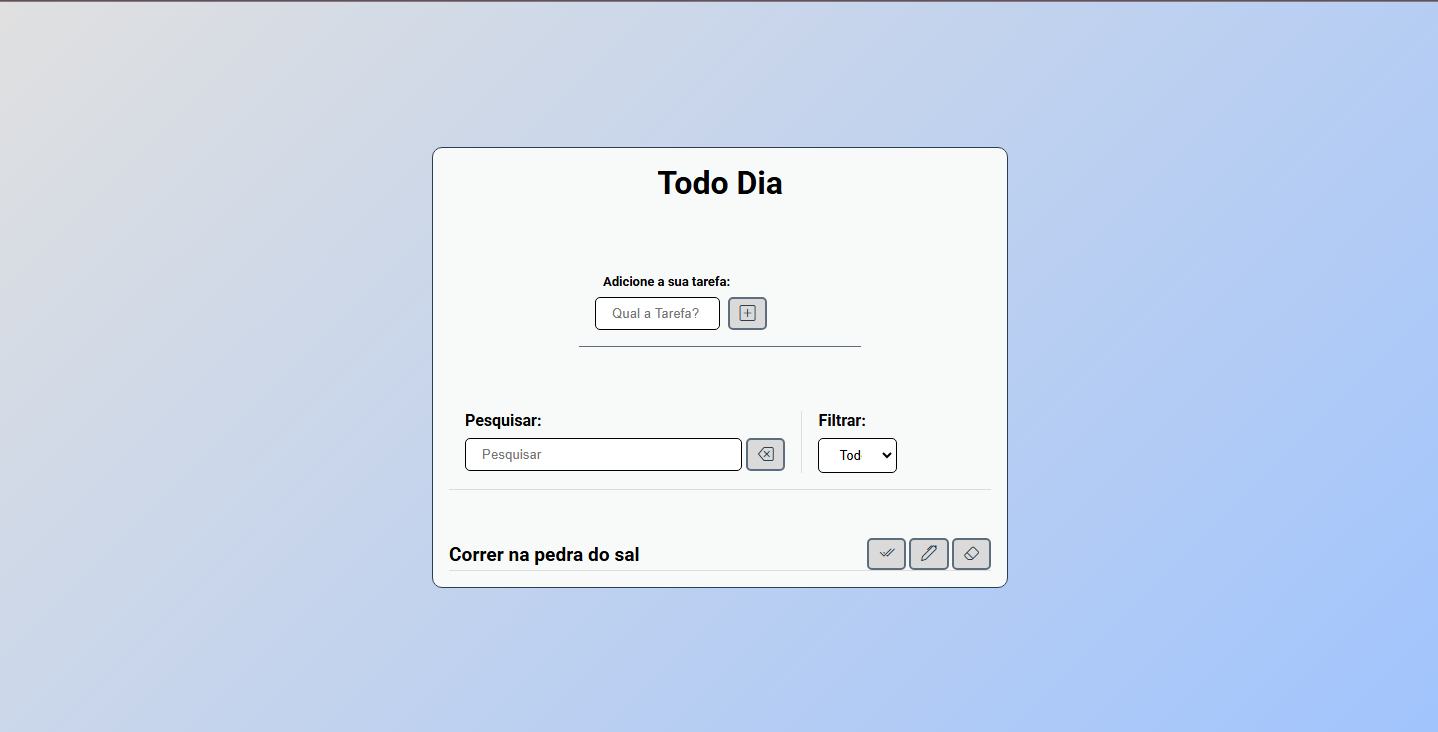 Todo Dia
Adicione a sua tarefa:
Qual a Tarefa?
Pesquisar: Filtrar:
Pesquisar Tod
Correr na pedra do sal